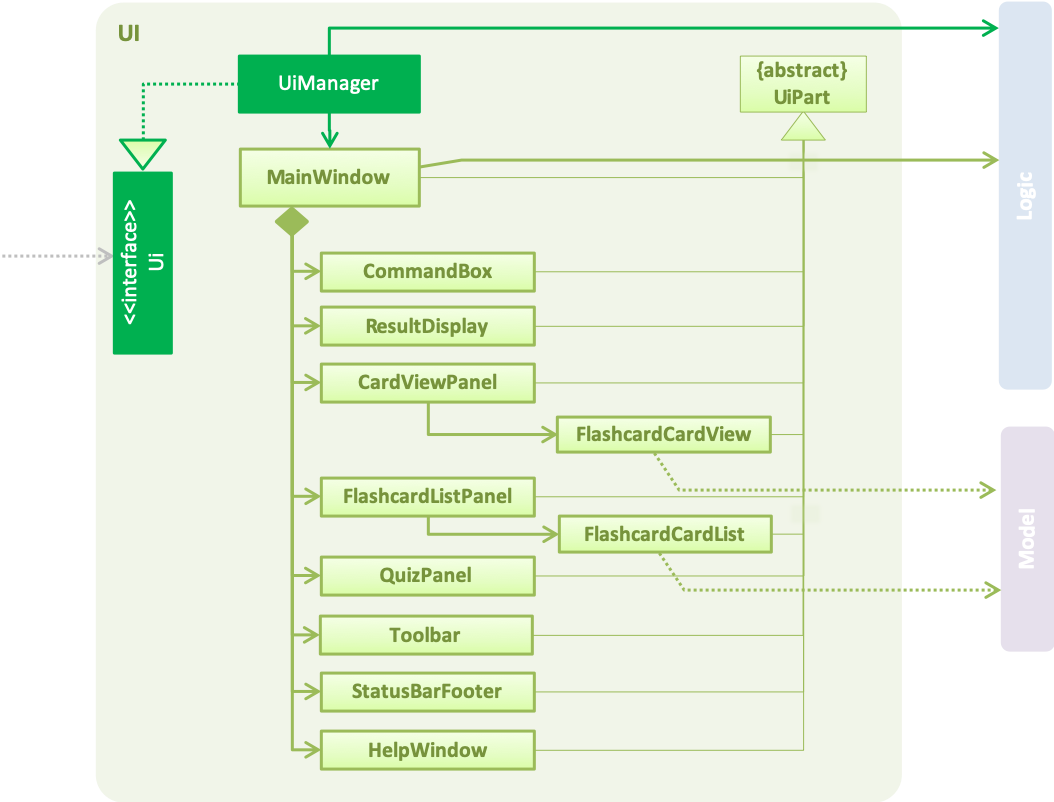 UI
UiManager
{abstract}
UiPart
MainWindow
<<interface>>
Ui
Logic
CommandBox
ResultDisplay
CardViewPanel
FlashcardCardView
FlashcardListPanel
FlashcardCardList
Model
QuizPanel
Toolbar
StatusBarFooter
HelpWindow